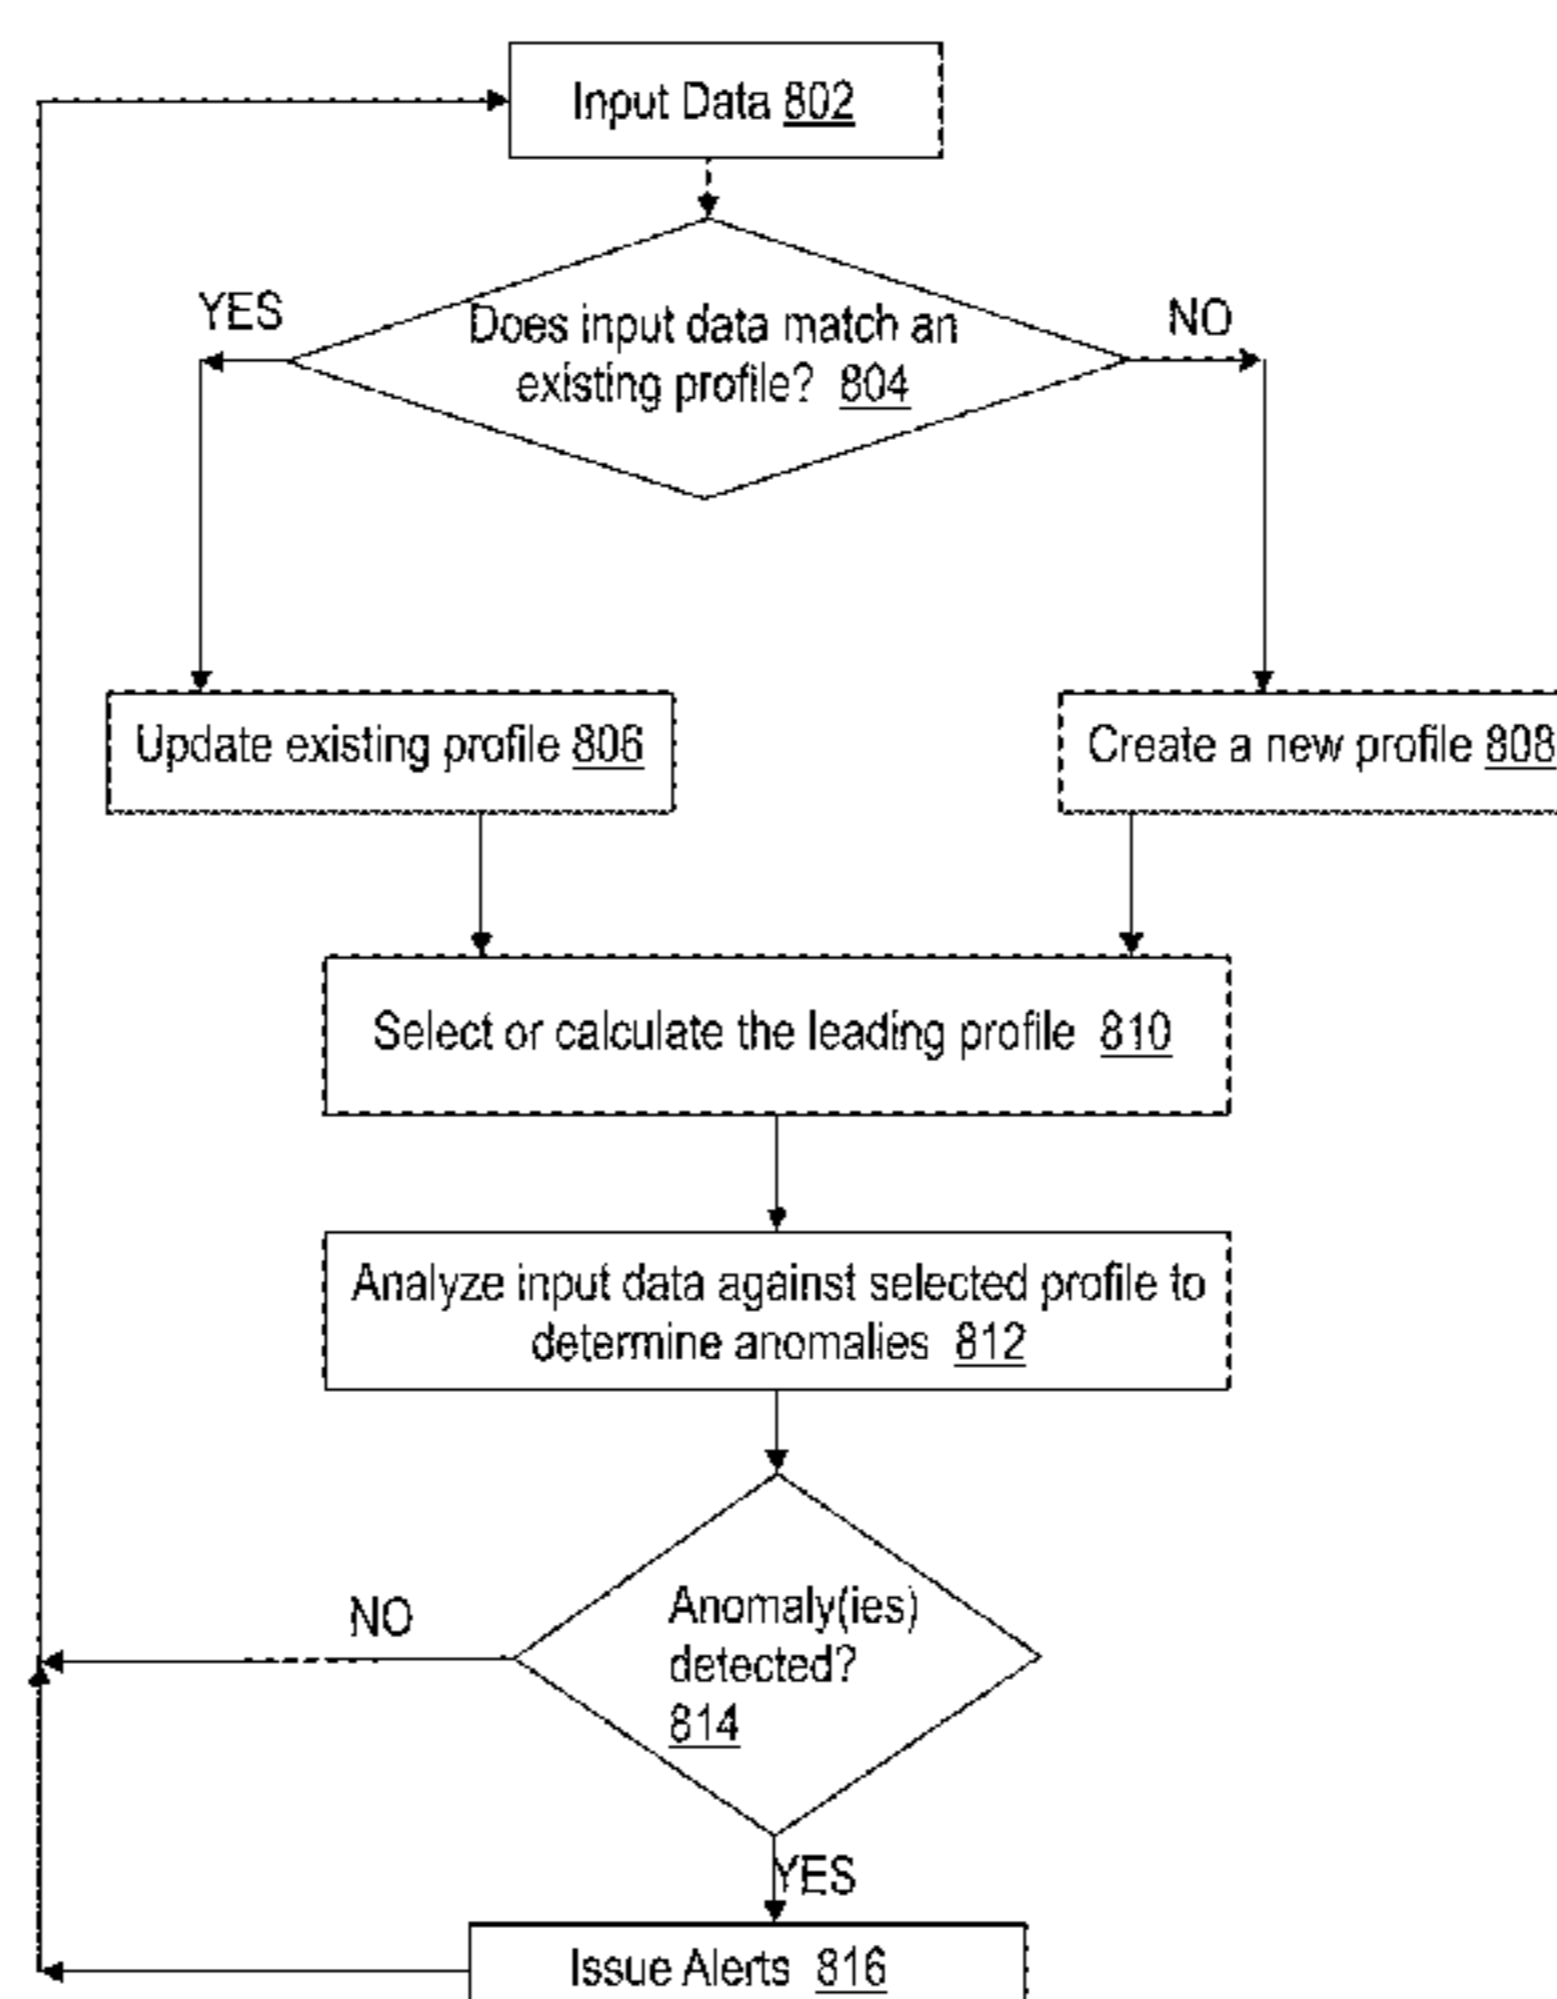 Input Data 802
YES
Does input data match an
existing profile? 804
NO
Update existing profile 806
Create a new profile 808
Select or calculate the leading profile 810
Analyze input data against selected profile to
determine anomalies 812
NO
Anomaly(ies)
detected?
814
YES
Issue Alerts 816